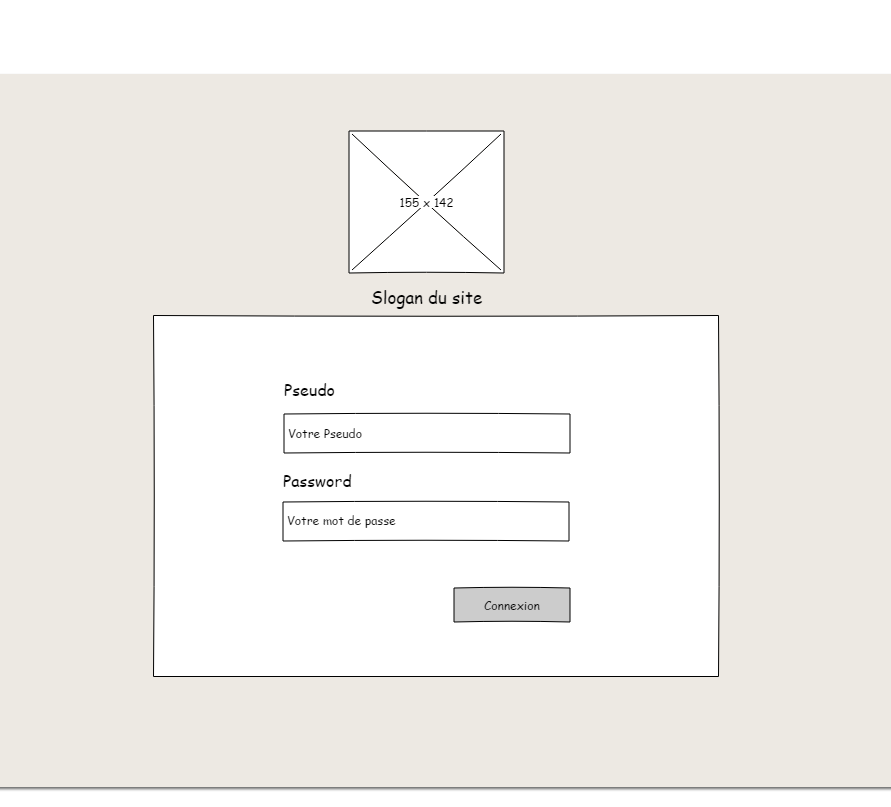 155 x 142
Slogan du site
Pseudo
Votre Pseudo
Password
Votre mot de passe
Connexion